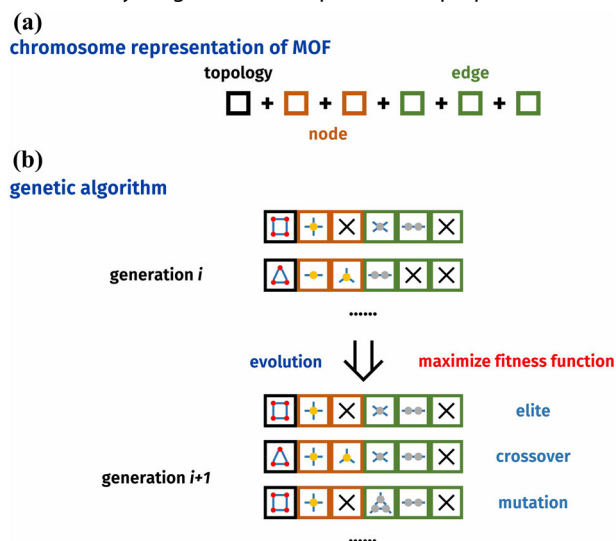 (a)
chromosome representation of MOF
topology edge
+ + + + +
node
(b)
genetic algorithm
generation i
......
evolution maximize fitness function
elite
crossover
generation i+1
mutation
......